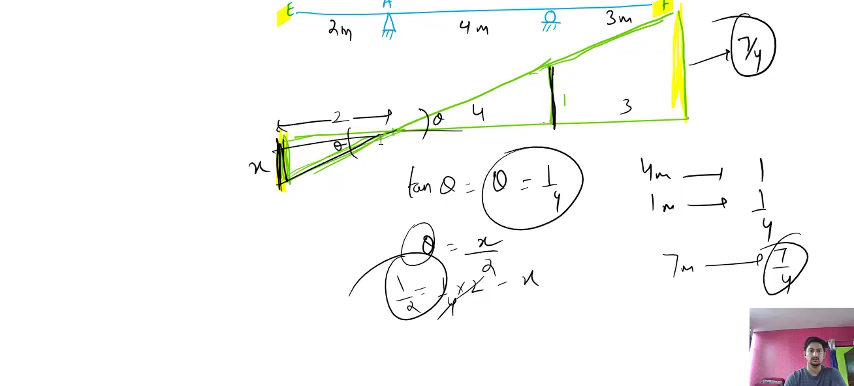 E A F
2m 4m 3m
7/4
2 θ 4 1 3
x θ
tan θ = θ = 1/4
4m → 1
1m → 1/4
7m → 7/4
θ = x/2
1/2 = 1/4 × 2 = x